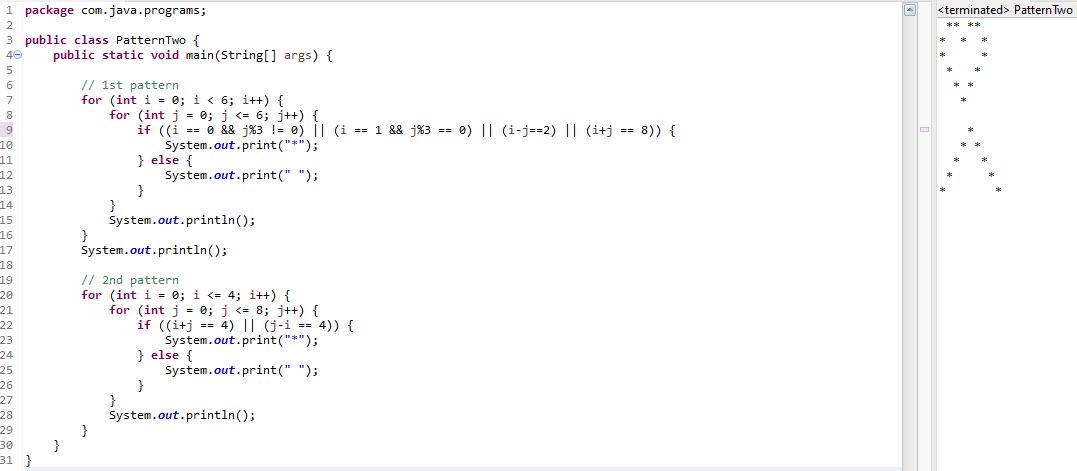 1 package com.java.programs;
2
3 public class PatternTwo {
4     public static void main(String[] args) {
5
6         // 1st pattern
7         for (int i = 0; i < 6; i++) {
8             for (int j = 0; j <= 6; j++) {
9                 if ((i == 0 && j%3 != 0) || (i == 1 && j%3 == 0) || (i-j==2) || (i+j == 8)) {
10                     System.out.print("*");
11                 } else {
12                     System.out.print(" ");
13                 }
14             }
15             System.out.println();
16         }
17         System.out.println();
18
19         // 2nd pattern
20         for (int i = 0; i <= 4; i++) {
21             for (int j = 0; j <= 8; j++) {
22                 if ((i+j == 4) || (j-i == 4)) {
23                     System.out.print("*");
24                 } else {
25                     System.out.print(" ");
26                 }
27             }
28             System.out.println();
29         }
30     }
31 }
<terminated> PatternTwo
 ** **
*  *  *
*     *
 *   *
  * *
   *

    *
   * *
  *   *
 *     *
*       *